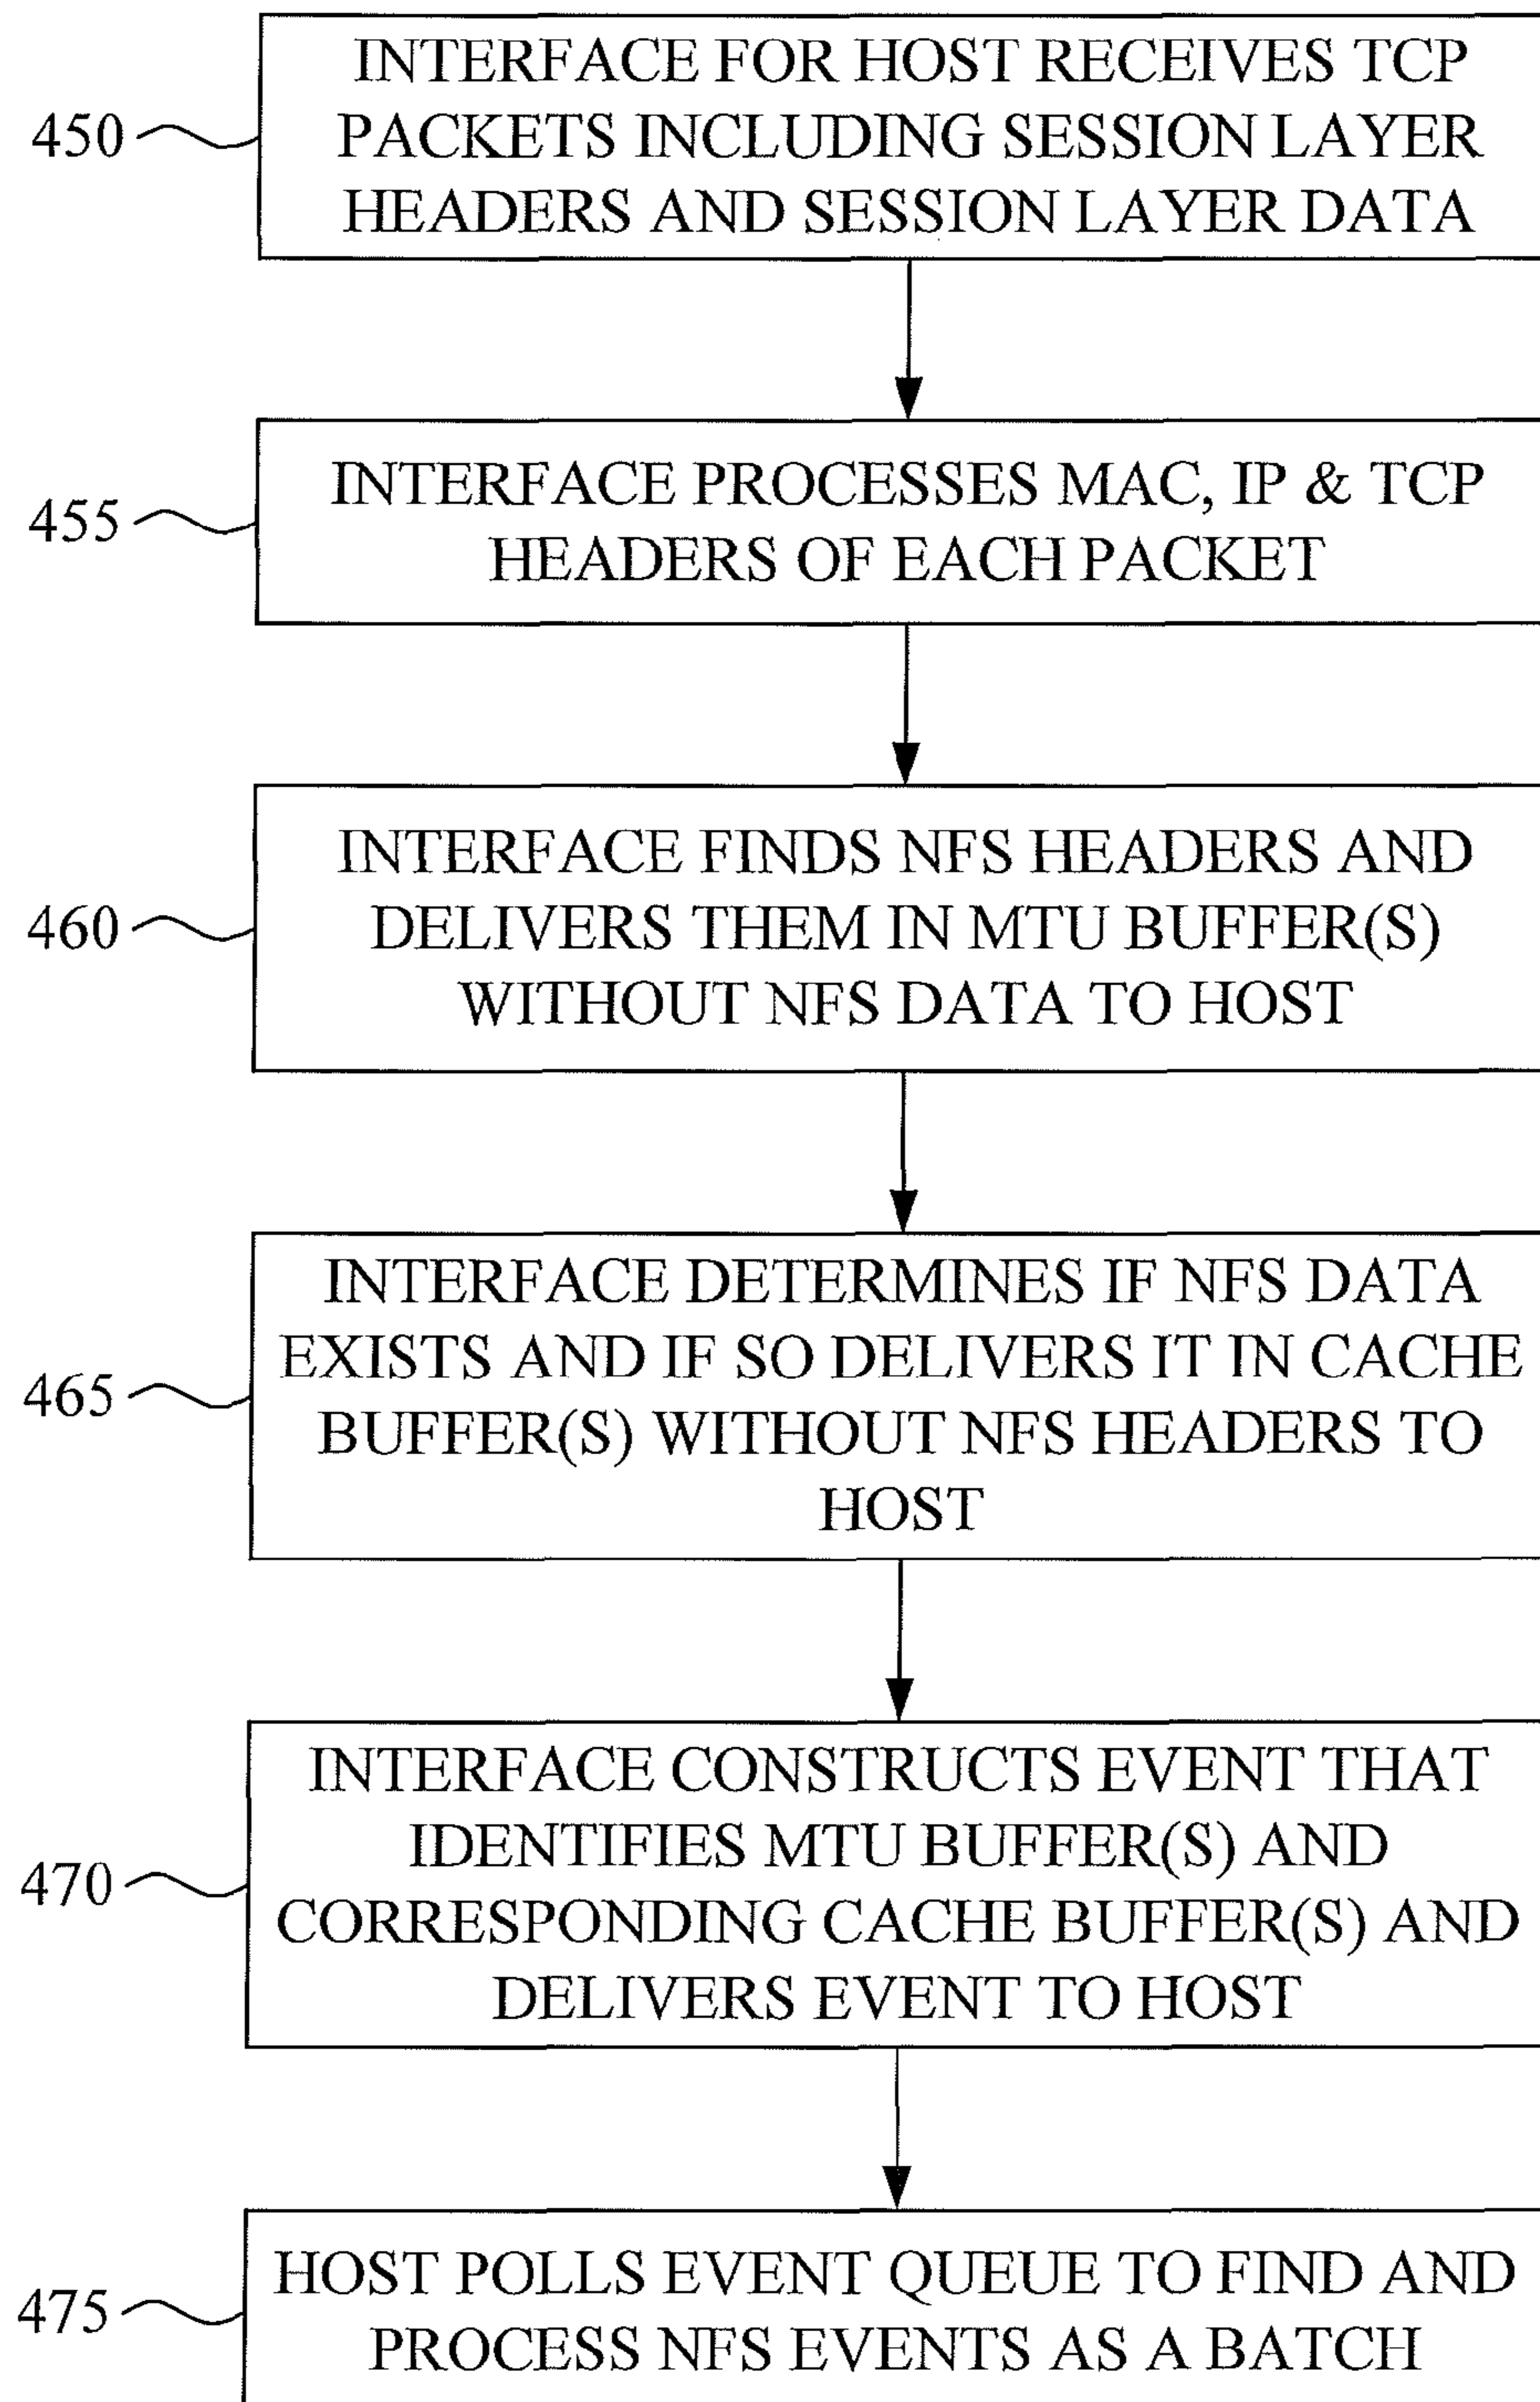 INTERFACE FOR HOST RECEIVES TCP
450
PACKETS INCLUDING SESSION LAYER
HEADERS AND SESSION LAYER DATA
INTERFACE PROCESSES MAC, IP & TCP
455
HEADERS OF EACH PACKET
INTERFACE FINDS NFS HEADERS AND
460
DELIVERS THEM IN MTU BUFFER(S)
WITHOUT NFS DATA TO HOST
INTERFACE DETERMINES IF NFS DATA
EXISTS AND IF SO DELIVERS IT IN CACHE
465
BUFFER(S) WITHOUT NFS HEADERS TO
HOST
INTERFACE CONSTRUCTS EVENT THAT
IDENTIFIES MTU BUFFER(S) AND
470
CORRESPONDING CACHE BUFFER(S) AND
DELIVERS EVENT TO HOST
HOST POLLS EVENT QUEUE TO FIND AND
475
PROCESS NFS EVENTS AS A BATCH